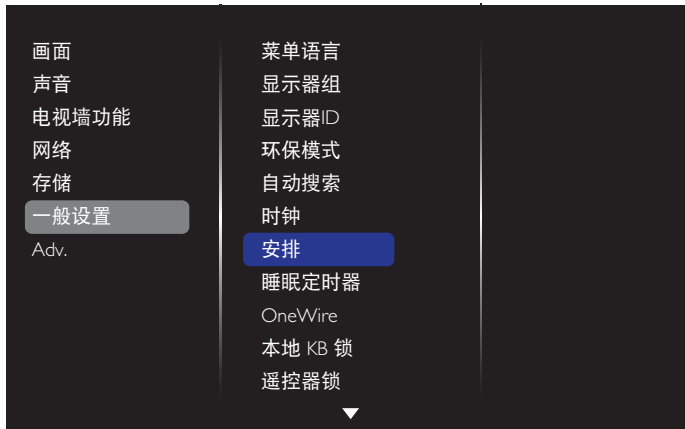 画面
声音
电视墙功能
网络
存储
一般设置
Adv.
菜单语言
显示器组
显示器ID
环保模式
自动搜索
时钟
安排
睡眠定时器
OneWire
本地 KB 锁
遥控器锁